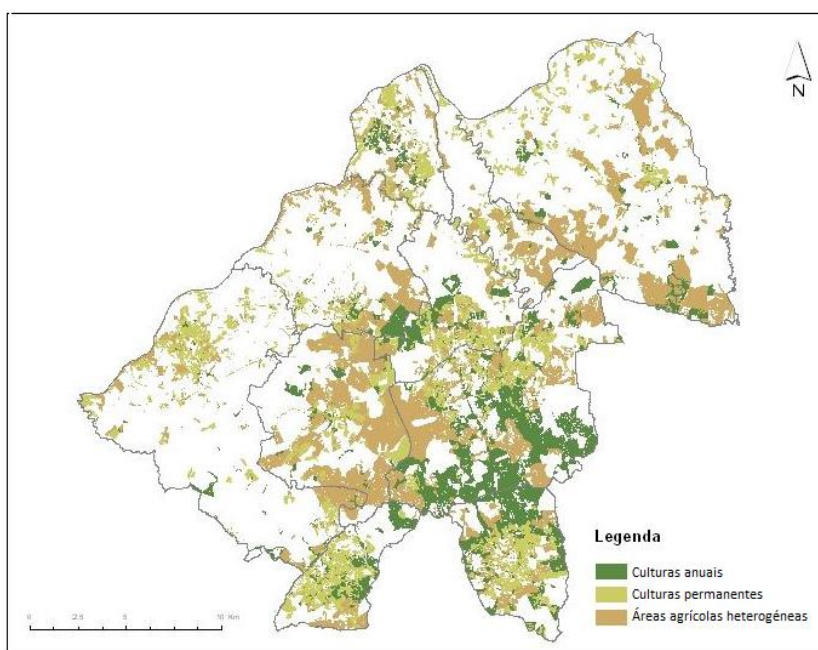 N
Legenda
Culturas anuais
Culturas permanentes
Áreas agrícolas heterogéneas
0 2,5 5 10 Km